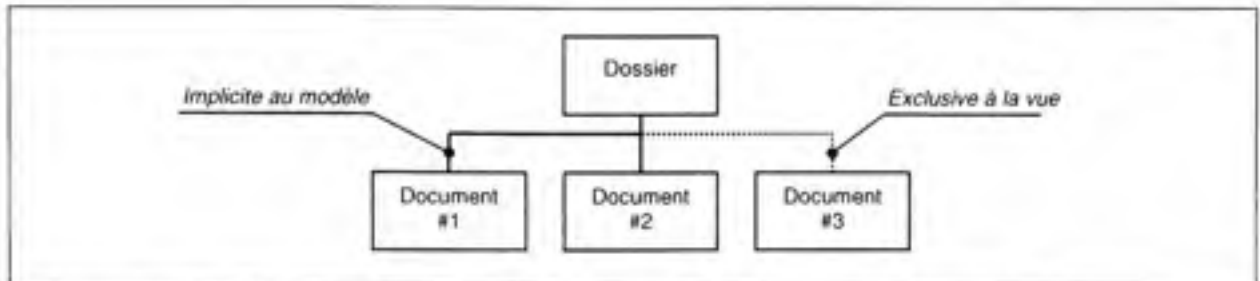 Dossier
Implicite au modèle
Exclusive à la vue
Document
#1
Document
#2
Document
#3